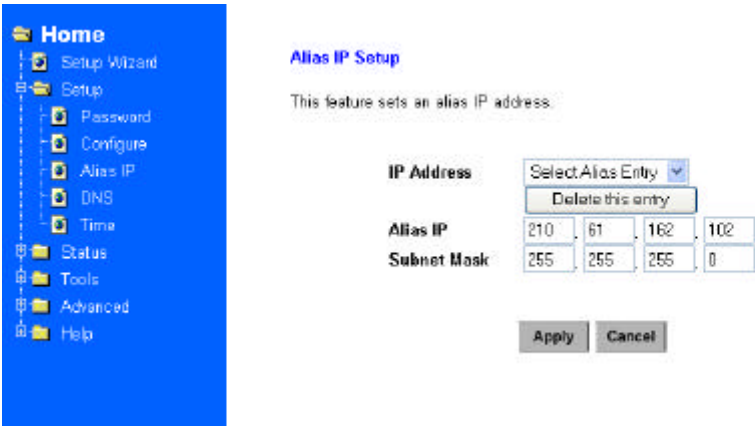 Home
Setup Wizard
Setup
Password
Configure
Alias IP
DNS
Time
Status
Tools
Advanced
Help
Alias IP Setup
This feature sets an alias IP address.
IP Address Select Alias Entry
Delete this entry
Alias IP 210 . 61 . 162 . 102
Subnet Mask 255 . 255 . 255 . 0
Apply Cancel